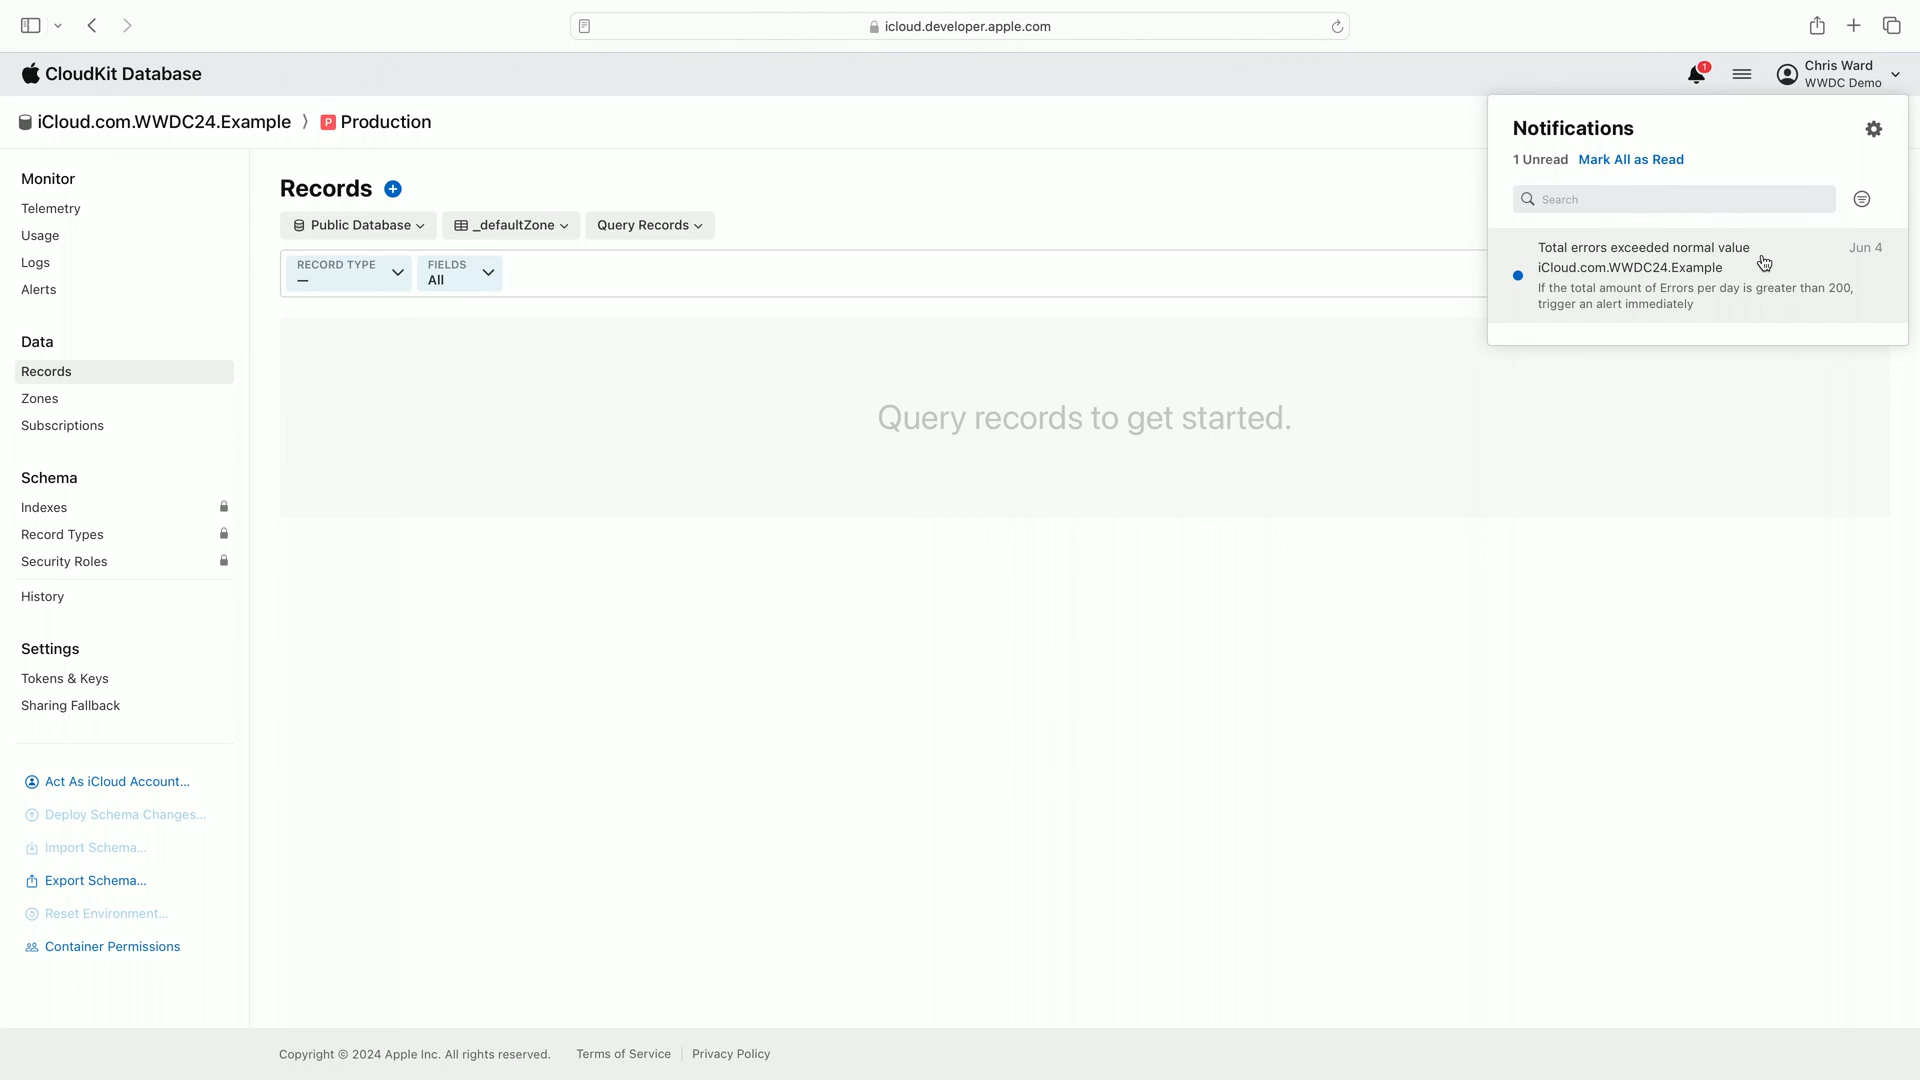 icloud.developer.apple.com
CloudKit Database
1
Chris Ward
WWDC Demo
iCloud.com.WWDC24.Example
P Production
Monitor
Telemetry
Usage
Logs
Alerts
Data
Records
Zones
Subscriptions
Schema
Indexes
Record Types
Security Roles
History
Settings
Tokens & Keys
Sharing Fallback
Act As iCloud Account...
Deploy Schema Changes...
Import Schema...
Export Schema...
Reset Environment...
Container Permissions
Records
Public Database
_defaultZone
Query Records
RECORD TYPE
—
FIELDS
All
Query records to get started.
Notifications
1 Unread Mark All as Read
Search
Total errors exceeded normal value Jun 4
iCloud.com.WWDC24.Example
If the total amount of Errors per day is greater than 200,
trigger an alert immediately
Copyright © 2024 Apple Inc. All rights reserved. Terms of Service Privacy Policy